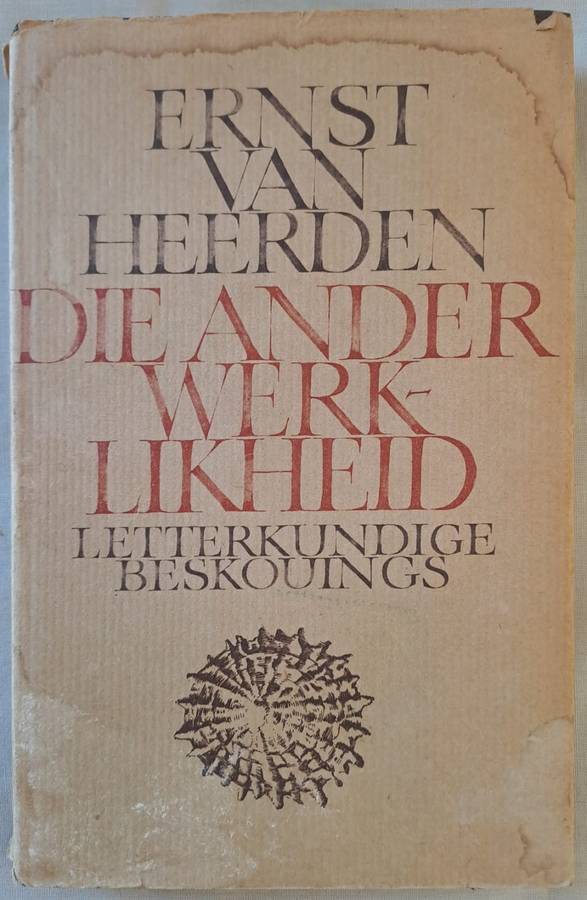 ERNST
VAN
HEERDEN
DIE ANDER
WERK-
LIKHEID
LETTERKUNDIGE
BESKOUINGS